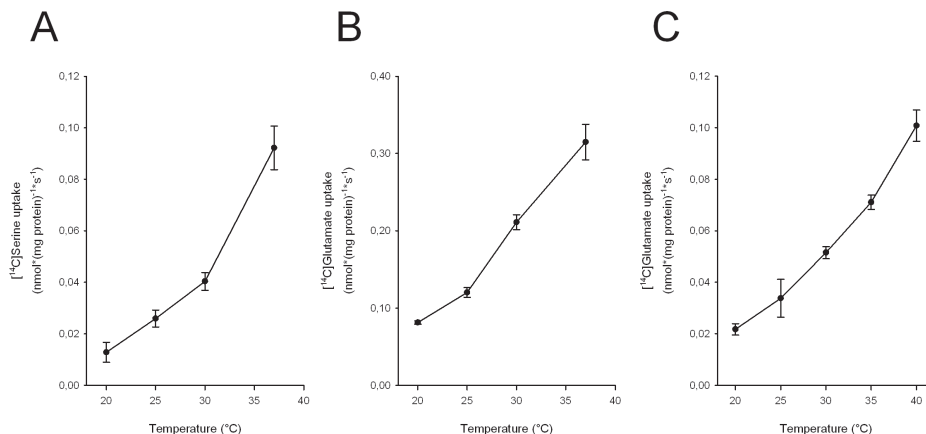 A
B
C
0,12
0,10
0,08
0,06
0,04
0,02
0,00
[¹⁴C]Serine uptake
(nmol*(mg protein)⁻¹*s⁻¹)
20 25 30 35 40
Temperature (°C)
0,40
0,30
0,20
0,10
0,00
[¹⁴C]Glutamate uptake
(nmol*(mg protein)⁻¹*s⁻¹)
20 25 30 35 40
Temperature (°C)
0,12
0,10
0,08
0,06
0,04
0,02
0,00
[¹⁴C]Glutamate uptake
(nmol*(mg protein)⁻¹*s⁻¹)
20 25 30 35 40
Temperature (°C)